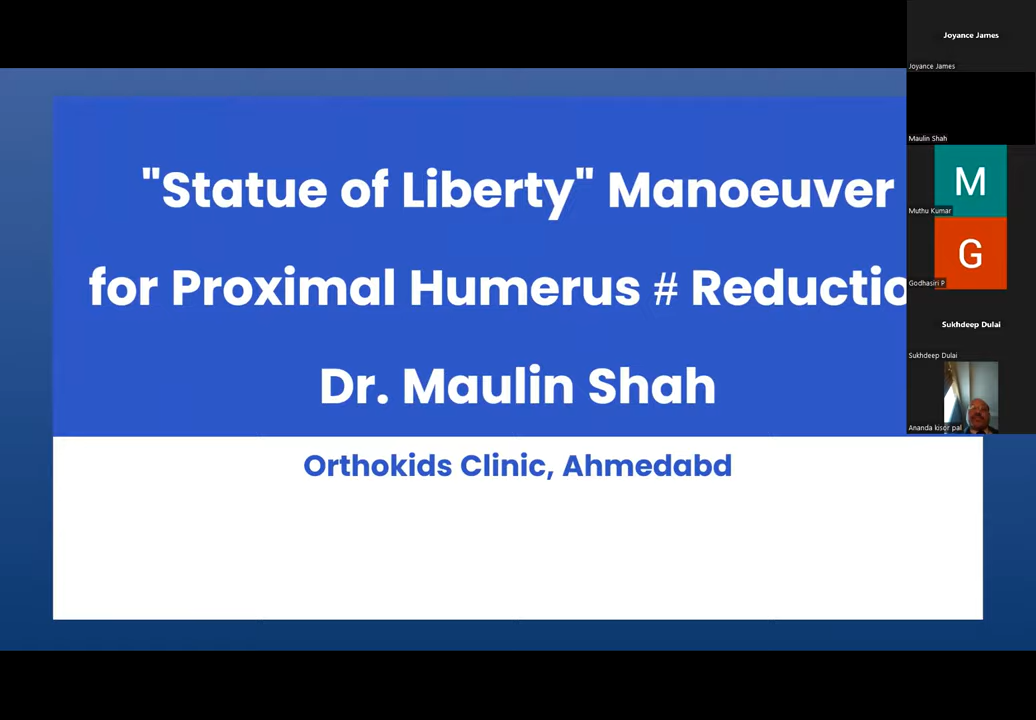 "Statue of Liberty" Manoeuver
for Proximal Humerus # Reductio
Dr. Maulin Shah
Orthokids Clinic, Ahmedabd
Joyance James
Joyance James
Maulin Shah
M
Muthu Kumar
G
Godhasiri P
Sukhdeep Dulai
Sukhdeep Dulai
Ananda kisor pal